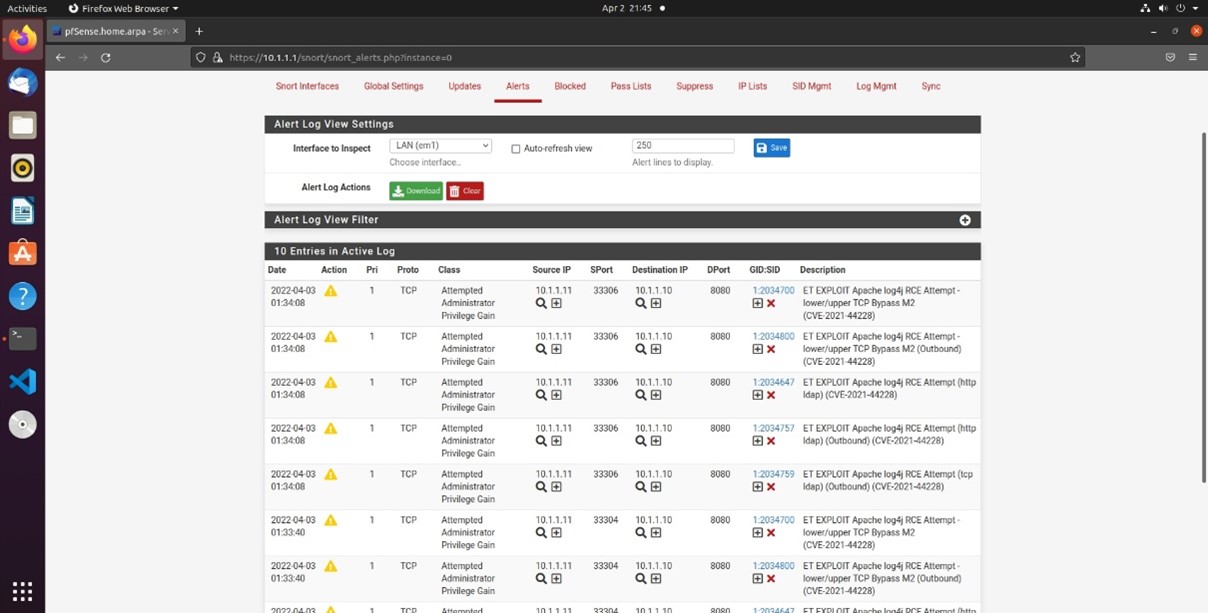 Activities Firefox Web Browser Apr 2 21:45
pfSense.home.arpa - Ser
https://10.1.1.1/snort/snort_alerts.php?instance=0
Snort Interfaces Global Settings Updates Alerts Blocked Pass Lists Suppress IP Lists SID Mgmt Log Mgmt Sync
Alert Log View Settings
Interface to Inspect LAN (em1) Auto-refresh view 250 Save
Choose interface.. Alert lines to display.
Alert Log Actions Download Clear
Alert Log View Filter
10 Entries in Active Log
Date Action Pri Proto Class Source IP SPort Destination IP DPort GID:SID Description
2022-04-03 1 TCP Attempted 10.1.1.11 33306 10.1.1.10 8080 1:2034700 ET EXPLOIT Apache log4j RCE Attempt -
01:34:08 Administrator lower/upper TCP Bypass M2
Privilege Gain (CVE-2021-44228)
2022-04-03 1 TCP Attempted 10.1.1.11 33306 10.1.1.10 8080 1:2034800 ET EXPLOIT Apache log4j RCE Attempt -
01:34:08 Administrator lower/upper TCP Bypass M2 (Outbound)
Privilege Gain (CVE-2021-44228)
2022-04-03 1 TCP Attempted 10.1.1.11 33306 10.1.1.10 8080 1:2034647 ET EXPLOIT Apache log4j RCE Attempt (http
01:34:08 Administrator ldap) (CVE-2021-44228)
Privilege Gain
2022-04-03 1 TCP Attempted 10.1.1.11 33306 10.1.1.10 8080 1:2034757 ET EXPLOIT Apache log4j RCE Attempt (http
01:34:08 Administrator ldap) (Outbound) (CVE-2021-44228)
Privilege Gain
2022-04-03 1 TCP Attempted 10.1.1.11 33306 10.1.1.10 8080 1:2034759 ET EXPLOIT Apache log4j RCE Attempt (tcp
01:34:08 Administrator ldap) (Outbound) (CVE-2021-44228)
Privilege Gain
2022-04-03 1 TCP Attempted 10.1.1.11 33304 10.1.1.10 8080 1:2034700 ET EXPLOIT Apache log4j RCE Attempt -
01:33:40 Administrator lower/upper TCP Bypass M2
Privilege Gain (CVE-2021-44228)
2022-04-03 1 TCP Attempted 10.1.1.11 33304 10.1.1.10 8080 1:2034800 ET EXPLOIT Apache log4j RCE Attempt -
01:33:40 Administrator lower/upper TCP Bypass M2 (Outbound)
Privilege Gain (CVE-2021-44228)
2022-04-03 1 TCP Attempted 10.1.1.11 33304 10.1.1.10 8080 1:2034647 ET EXPLOIT Apache log4j RCE Attempt (http